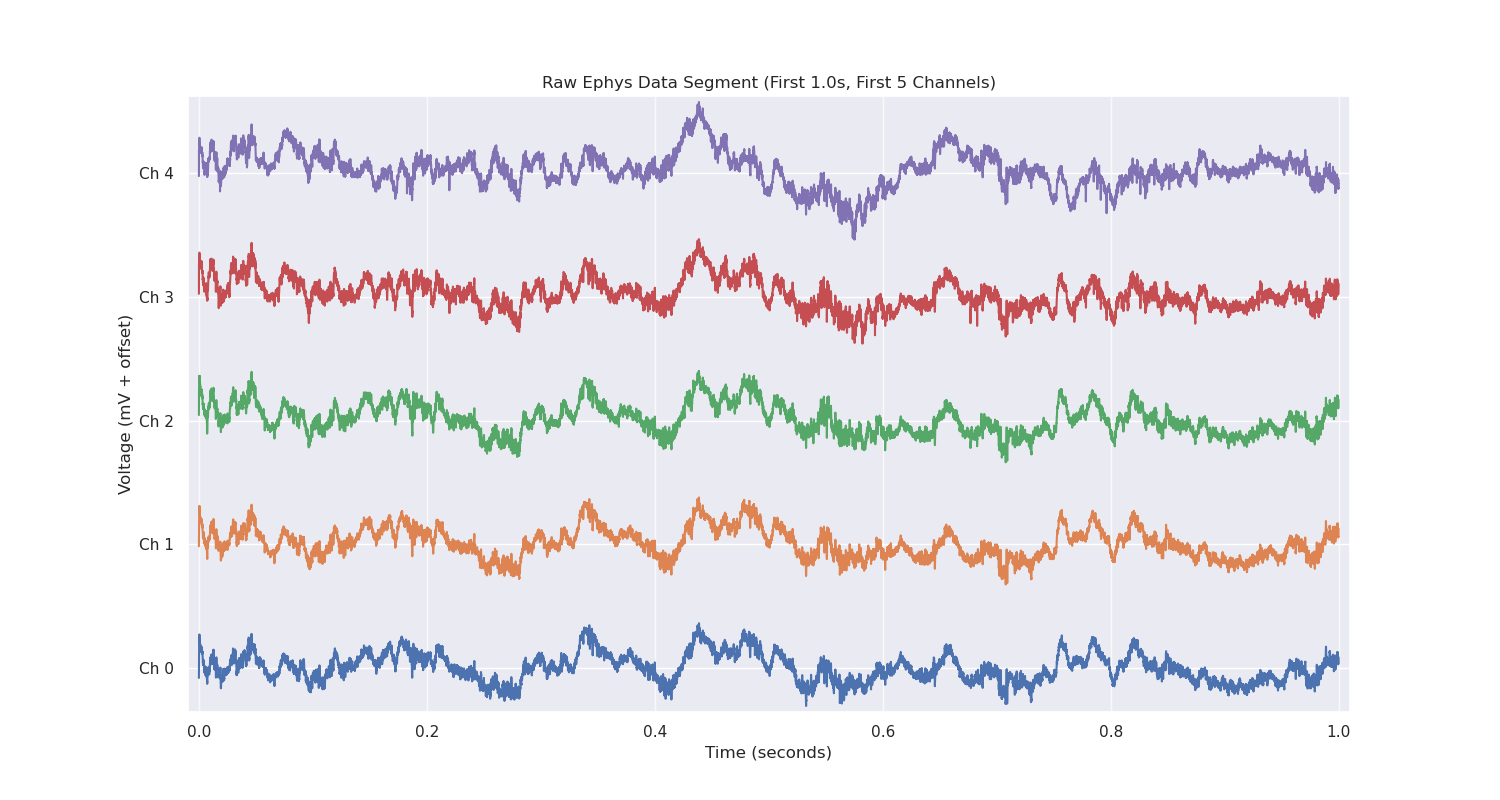 Raw Ephys Data Segment (First 1.0s, First 5 Channels)
Voltage (mV + offset)
Ch 4
Ch 3
Ch 2
Ch 1
Ch 0
0.0 0.2 0.4 0.6 0.8 1.0
Time (seconds)